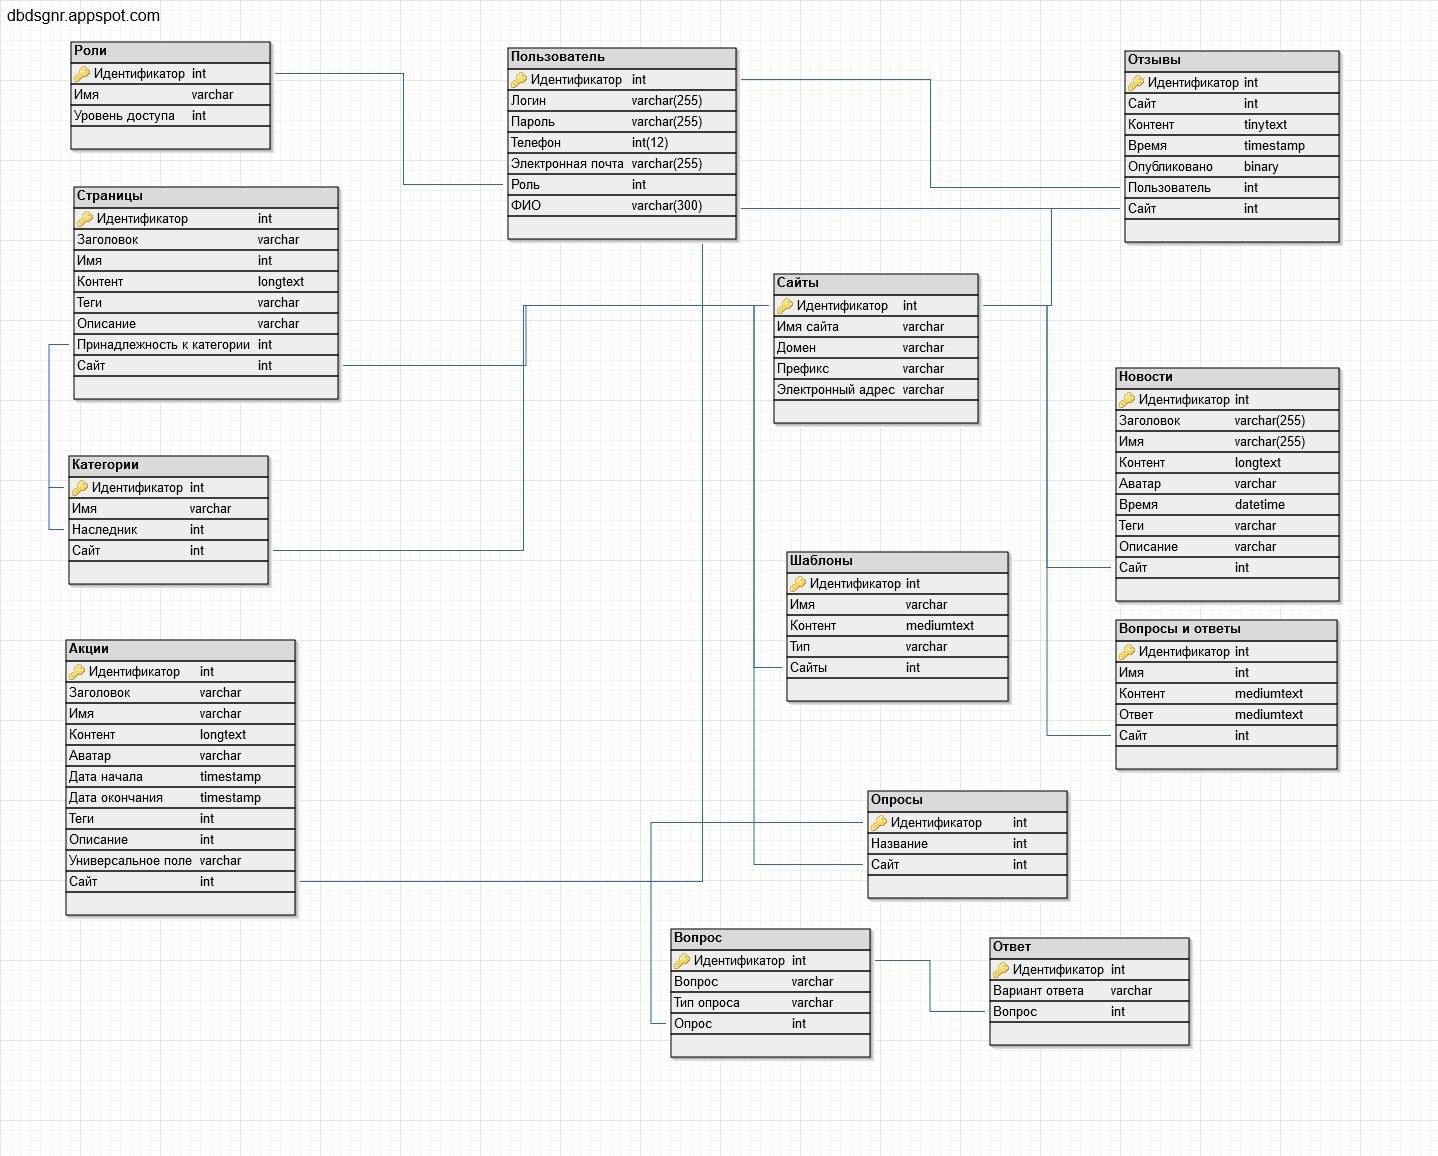 dbdsgnr.appspot.com
Роли
Идентификатор int
Имя varchar
Уровень доступа int
Пользователь
Идентификатор int
Логин varchar(255)
Пароль varchar(255)
Телефон int(12)
Электронная почта varchar(255)
Роль int
ФИО varchar(300)
Отзывы
Идентификатор int
Сайт int
Контент tinytext
Время timestamp
Опубликовано binary
Пользователь int
Сайт int
Страницы
Идентификатор int
Заголовок varchar
Имя int
Контент longtext
Теги varchar
Описание varchar
Принадлежность к категории int
Сайт int
Сайты
Идентификатор int
Имя сайта varchar
Домен varchar
Префикс varchar
Электронный адрес varchar
Новости
Идентификатор int
Заголовок varchar(255)
Имя varchar(255)
Контент longtext
Аватар varchar
Время datetime
Теги varchar
Описание varchar
Сайт int
Категории
Идентификатор int
Имя varchar
Наследник int
Сайт int
Шаблоны
Идентификатор int
Имя varchar
Контент mediumtext
Тип varchar
Сайты int
Вопросы и ответы
Идентификатор int
Имя int
Контент mediumtext
Ответ mediumtext
Сайт int
Акции
Идентификатор int
Заголовок varchar
Имя varchar
Контент longtext
Аватар varchar
Дата начала timestamp
Дата окончания timestamp
Теги int
Описание int
Универсальное поле varchar
Сайт int
Опросы
Идентификатор int
Название int
Сайт int
Вопрос
Идентификатор int
Вопрос varchar
Тип опроса varchar
Опрос int
Ответ
Идентификатор int
Вариант ответа varchar
Вопрос int